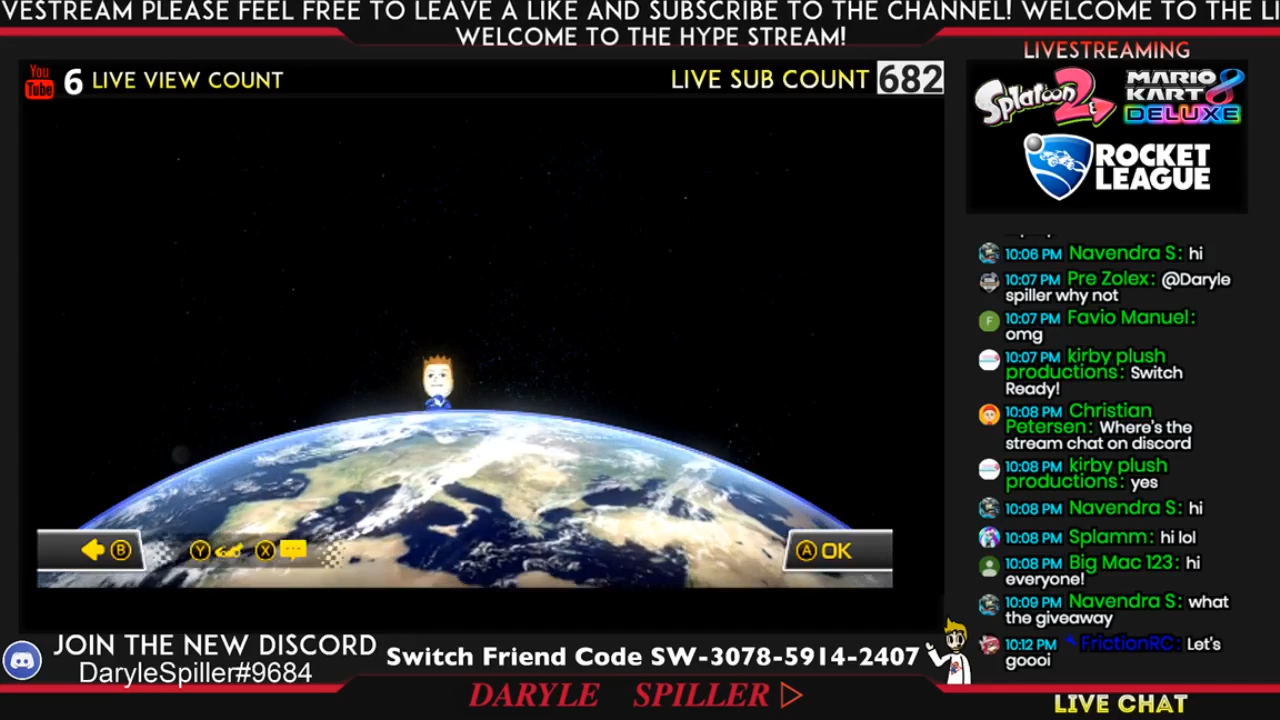 VESTREAM PLEASE FEEL FREE TO LEAVE A LIKE AND SUBSCRIBE TO THE CHANNEL! WELCOME TO THE LI
WELCOME TO THE HYPE STREAM!
You
Tube
6 LIVE VIEW COUNT
LIVE SUB COUNT 682
LIVESTREAMING
Splatoon 2
MARIO
KART 8
DELUXE
ROCKET
LEAGUE
10:06 PM Navendra S: hi
10:07 PM Pre Zolex: @Daryle
spiller why not
F 10:07 PM Favio Manuel:
omg
10:07 PM kirby plush
productions: Switch
Ready!
10:08 PM Christian
Petersen: Where's the
stream chat on discord
10:08 PM kirby plush
productions: yes
10:08 PM Navendra S: hi
10:08 PM Splamm: hi lol
10:08 PM Big Mac 123: hi
everyone!
10:09 PM Navendra S: what
the giveaway
10:12 PM FrictionRC: Let's
goooi
B
Y
X
A OK
JOIN THE NEW DISCORD
DaryleSpiller#9684
Switch Friend Code SW-3078-5914-2407
DARYLE SPILLER
LIVE CHAT